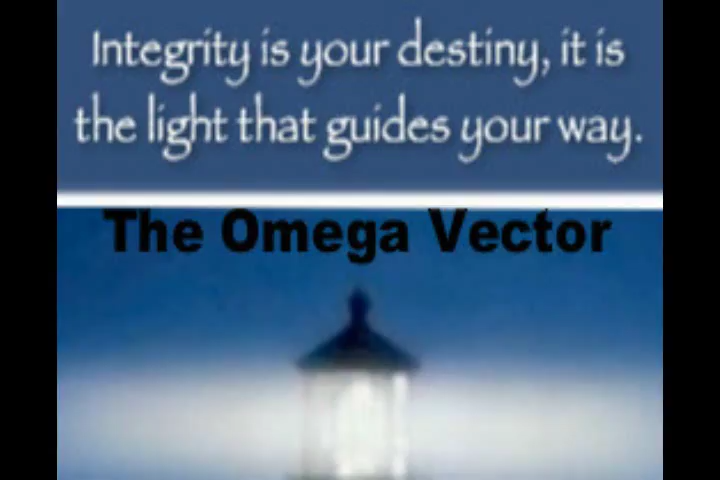 Integrity is your destiny, it is
the light that guides your way.
The Omega Vector